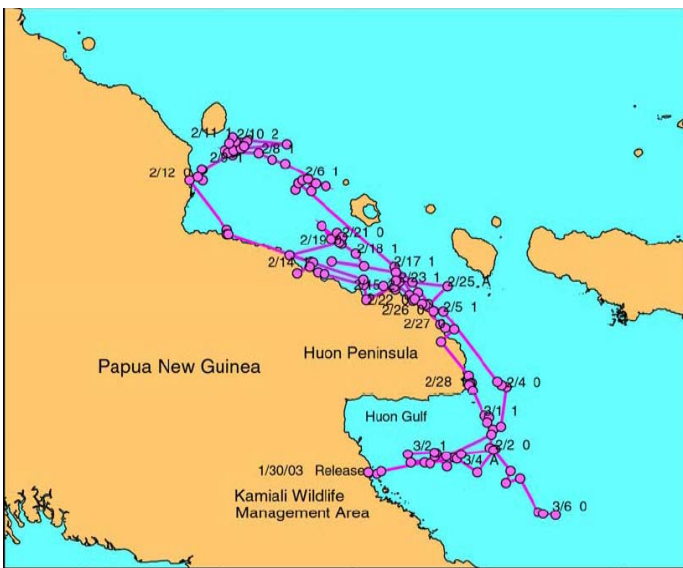 2/11 1
2/10 2
2/8 1
2/12 0
2/6 1
2/21 0
2/19
2/18 1
2/14
2/17 1
2/23 1
2/15
2/25 A
2/22 0
2/26 0
2/5 1
2/27 0
Huon Peninsula
Papua New Guinea
2/28
2/4 0
Huon Gulf
3/1 1
3/2 1
2/2 0
3/4 A
1/30/03 Release
Kamiali Wildlife
Management Area
3/6 0